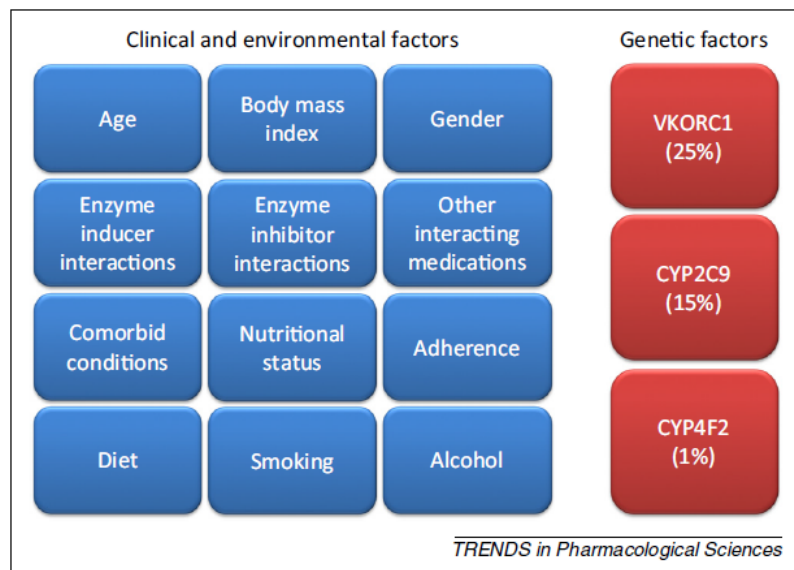 Clinical and environmental factors
Genetic factors
Age
Body mass
index
Gender
VKORC1
(25%)
Enzyme
inducer
interactions
Enzyme
inhibitor
interactions
Other
interacting
medications
CYP2C9
(15%)
Comorbid
conditions
Nutritional
status
Adherence
Diet
Smoking
Alcohol
CYP4F2
(1%)
TRENDS in Pharmacological Sciences